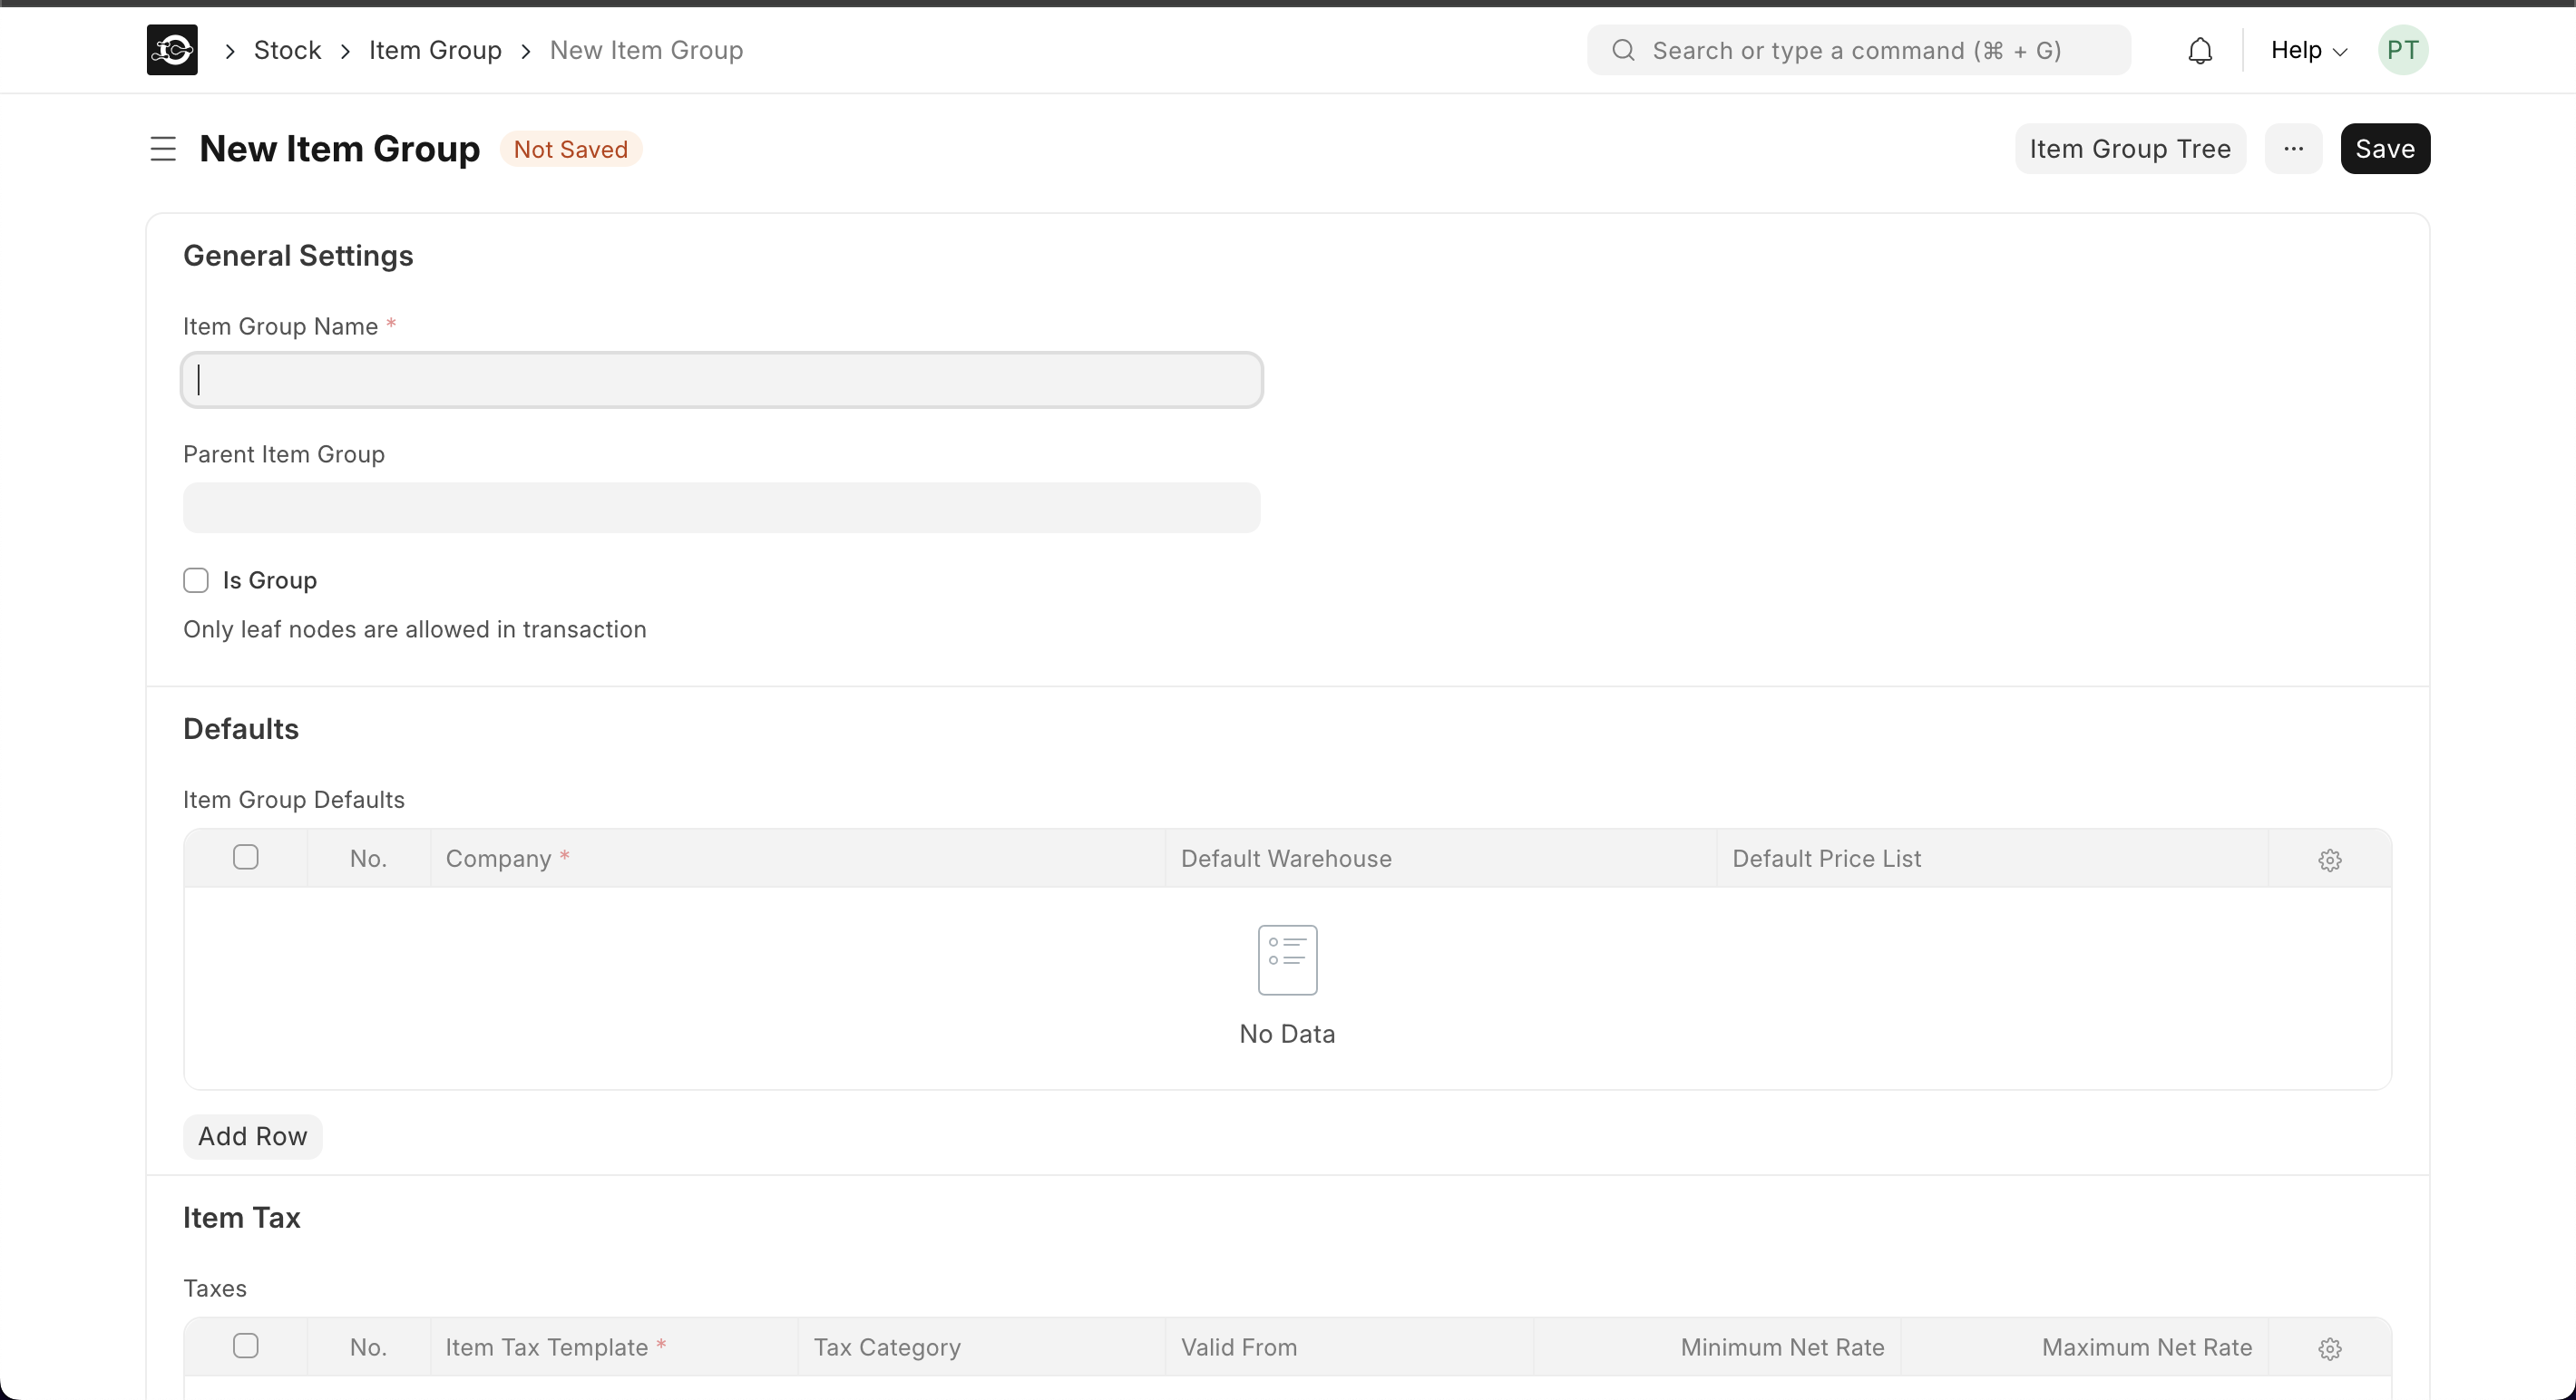 Stock
Item Group
New Item Group
Search or type a command (⌘ + G)
Help
PT
New Item Group
Not Saved
Item Group Tree
···
Save
General Settings
Item Group Name *
Parent Item Group
Is Group
Only leaf nodes are allowed in transaction
Defaults
Item Group Defaults
No.
Company *
Default Warehouse
Default Price List
No Data
Add Row
Item Tax
Taxes
No.
Item Tax Template *
Tax Category
Valid From
Minimum Net Rate
Maximum Net Rate